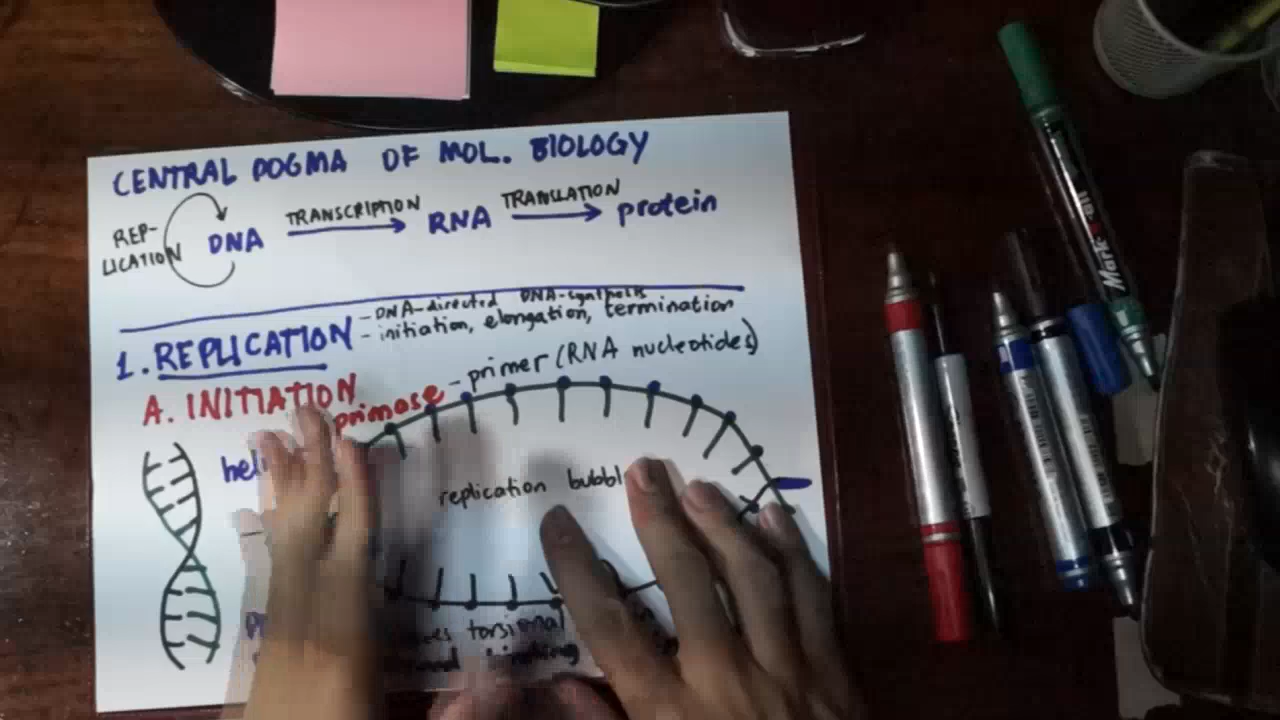 CENTRAL DOGMA OF MOL. BIOLOGY
REP-
LICATION
DNA TRANSCRIPTION RNA TRANSLATION protein
- DNA-directed DNA-synthesis
1. REPLICATION - initiation, elongation, termination
A. INITIATION
primase - primer (RNA nucleotides)
replication
torsional